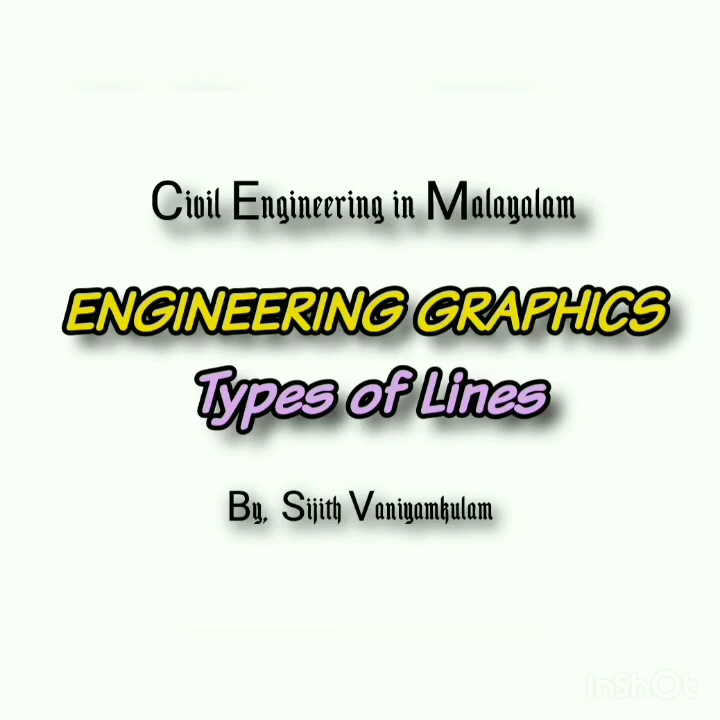 Civil Engineering in Malayalam
ENGINEERING GRAPHICS
Types of Lines
By, Sijith Vaniyamkulam
InShOt